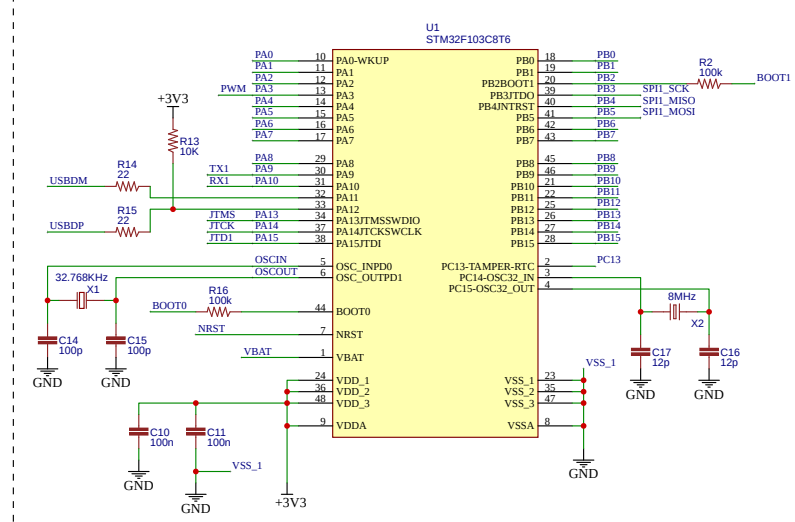 U1
STM32F103C8T6
PA0 10 PA0-WKUP PB0 18 PB0
PA1 11 PA1 PB1 19 PB1
PA2 12 PA2 PB2BOOT1 20 PB2 R2 100k BOOT1
PWM PA3 13 PA3 PB3JTDO 39 PB3 SPI1_SCK
PA4 14 PA4 PB4JNTRST 40 PB4 SPI1_MISO
PA5 15 PA5 PB5 41 PB5 SPI1_MOSI
PA6 16 PA6 PB6 42 PB6
PA7 17 PA7 PB7 43 PB7
+3V3
R13
10K
PA8 29 PA8 PB8 45 PB8
TX1 PA9 30 PA9 PB9 46 PB9
RX1 PA10 31 PA10 PB10 21 PB10
32 PA11 PB11 22 PB11
33 PA12 PB12 25 PB12
JTMS PA13 34 PA13JTMSSWDIO PB13 26 PB13
JTCK PA14 37 PA14JTCKSWCLK PB14 27 PB14
JTD1 PA15 38 PA15JTDI PB15 28 PB15
R14
22
USBDM
R15
22
USBDP
OSCIN 5 OSC_INPD0 PC13-TAMPER-RTC 2 PC13
OSCOUT 6 OSC_OUTPD1 PC14-OSC32_IN 3
PC15-OSC32_OUT 4
32.768KHz
X1
C14
100p
C15
100p
GND
GND
R16
100k
BOOT0 44 BOOT0
NRST 7 NRST
VBAT 1 VBAT
8MHz
X2
C17
12p
C16
12p
GND
GND
24 VDD_1 VSS_1 23 VSS_1
36 VDD_2 VSS_2 35
48 VDD_3 VSS_3 47
9 VDDA VSSA 8
C10
100n
C11
100n
VSS_1
GND
GND
+3V3
GND